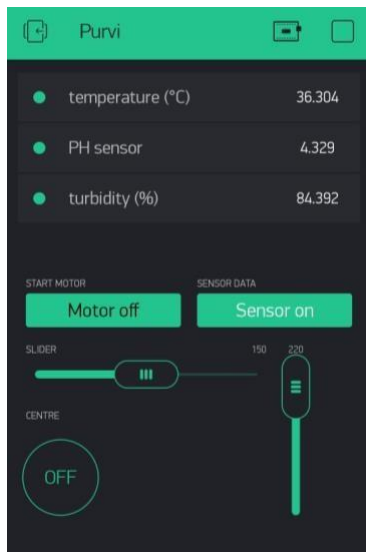 Purvi
temperature (°C) 36.304
PH sensor 4.329
turbidity (%) 84.392
START MOTOR SENSOR DATA
Motor off Sensor on
SLIDER 150 220
CENTRE
OFF